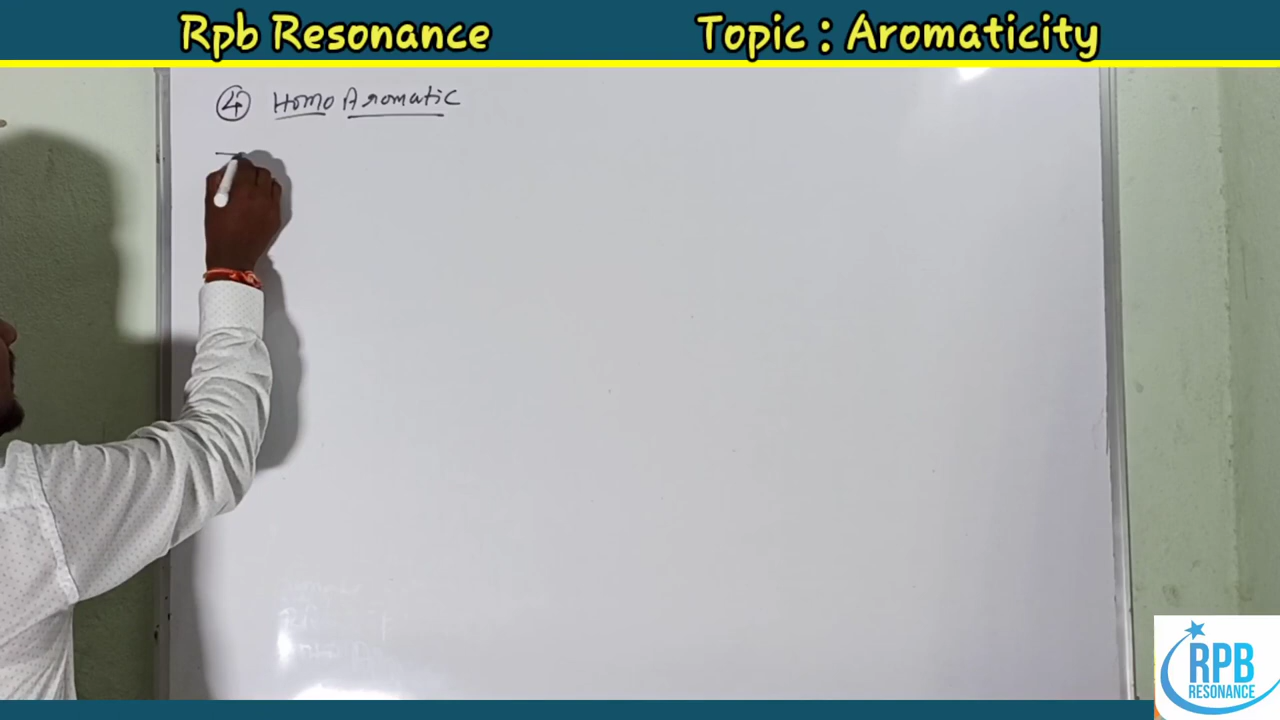 Rpb Resonance
Topic : Aromaticity
④ Homo Aromatic
RPB
RESONANCE